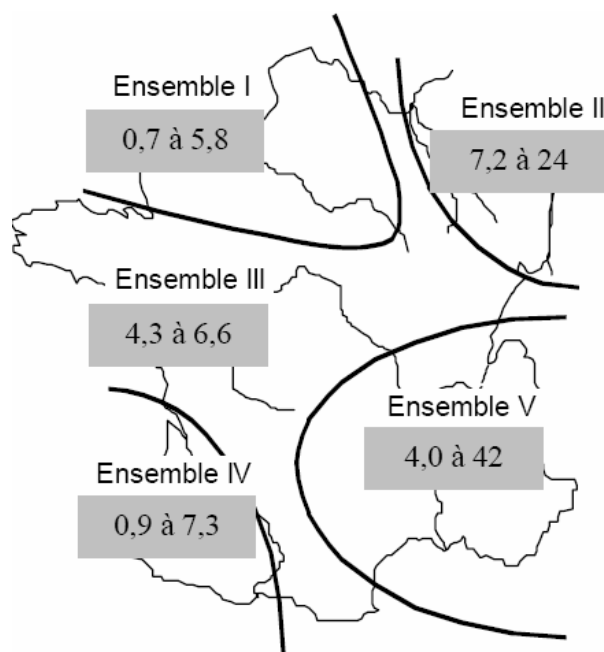 Ensemble I
0,7 à 5,8
Ensemble II
7,2 à 24
Ensemble III
4,3 à 6,6
Ensemble V
4,0 à 42
Ensemble IV
0,9 à 7,3